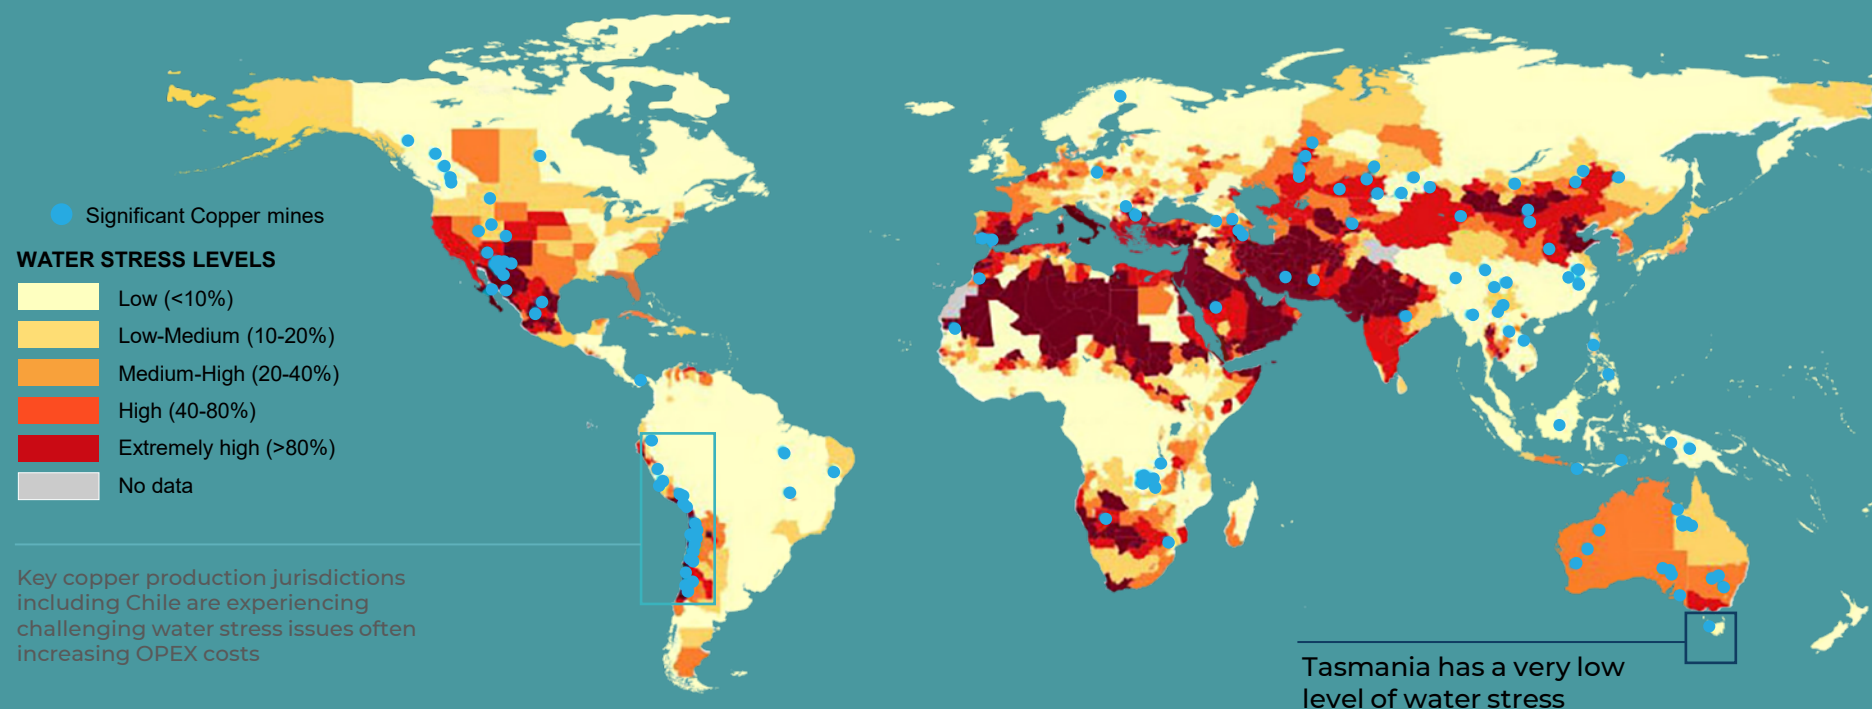 Significant Copper mines
WATER STRESS LEVELS
Low (<10%)
Low-Medium (10-20%)
Medium-High (20-40%)
High (40-80%)
Extremely high (>80%)
No data
Key copper production jurisdictions
including Chile are experiencing
challenging water stress issues often
increasing OPEX costs
Tasmania has a very low
level of water stress